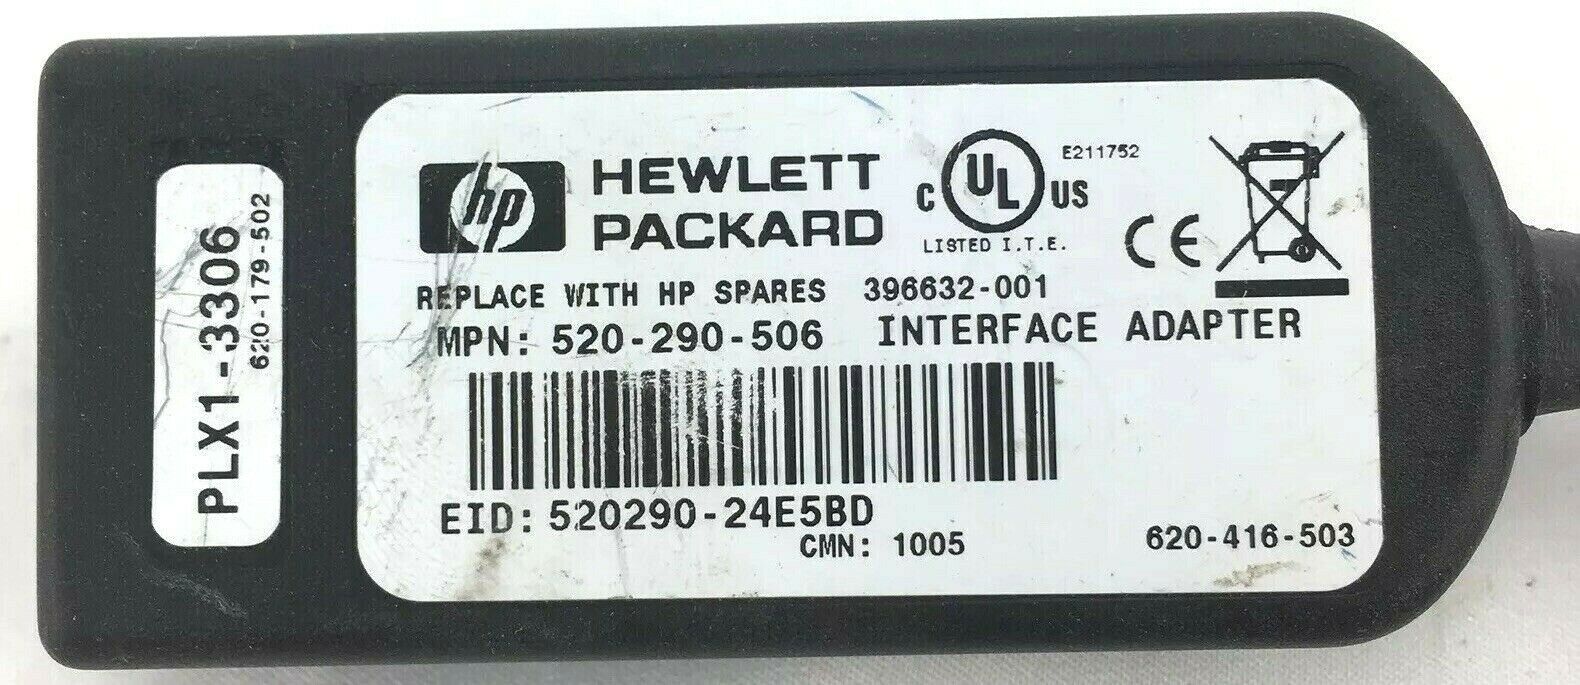 PLX1-3306
620-179-502
hp
HEWLETT
PACKARD
C UL US
E211752
LISTED I.T.E.
CE
REPLACE WITH HP SPARES 396632-001
MPN: 520-290-506 INTERFACE ADAPTER
EID: 520290-24E5BD
CMN: 1005
620-416-503